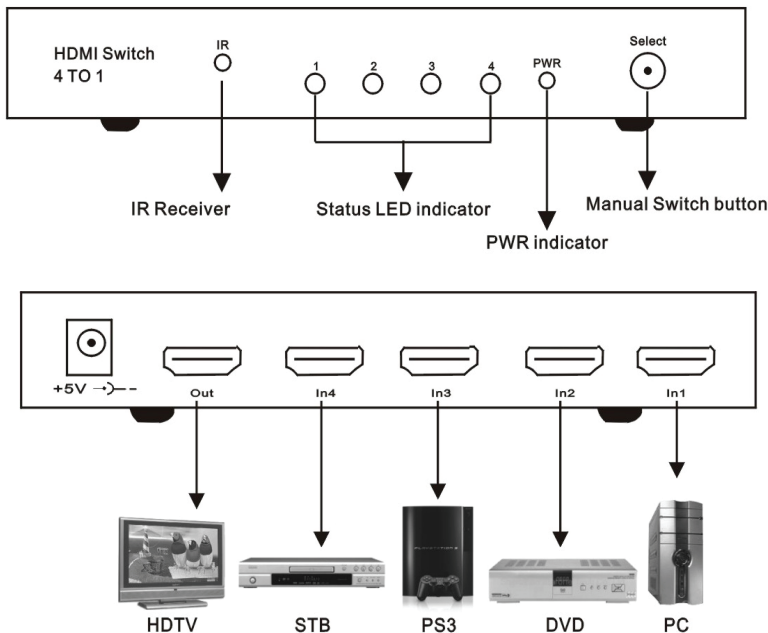 HDMI Switch
4 TO 1
IR
1
2
3
4
PWR
Select
IR Receiver
Status LED indicator
Manual Switch button
PWR indicator
+5V
Out
In4
In3
In2
In1
HDTV
STB
PS3
DVD
PC